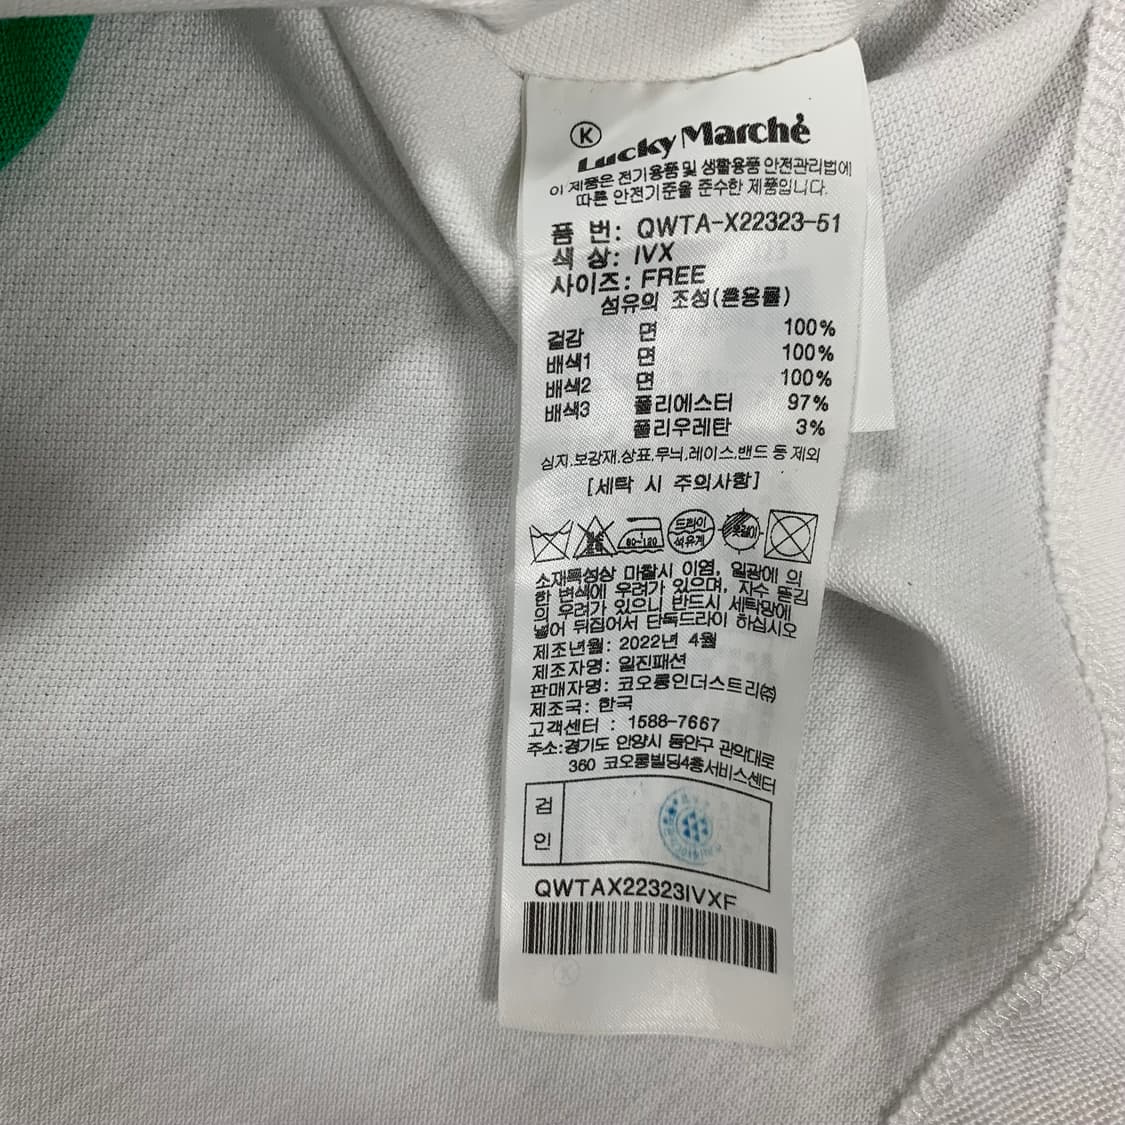 K
Lucky Marché
이 제품은 전기용품 및 생활용품 안전관리법에
따른 안전기준을 준수한 제품입니다.
품 번: QWTA-X22323-51
색 상: IVX
사이즈: FREE
섬유의 조성(혼용률)
겉감 면 100%
배색1 면 100%
배색2 면 100%
배색3 폴리에스터 97%
폴리우레탄 3%
심지,보강재,상표,무늬,레이스,밴드 등 제외
[세탁 시 주의사항]
80~120 드라이 석유계 옷걸이
소재특성상 마찰시 이염, 일광에 의
한 변색에 우려가 있으며, 자수 뜯김
의 우려가 있으니 반드시 세탁망에
넣어 뒤집어서 단독드라이 하십시오
제조년월: 2022년 4월
제조자명: 일진패션
판매자명: 코오롱인더스트리㈜
제조국: 한국
고객센터 : 1588-7667
주소:경기도 안양시 동안구 관악대로
360 코오롱빌딩4층서비스센터
검
인
QWTAX22323IVXF